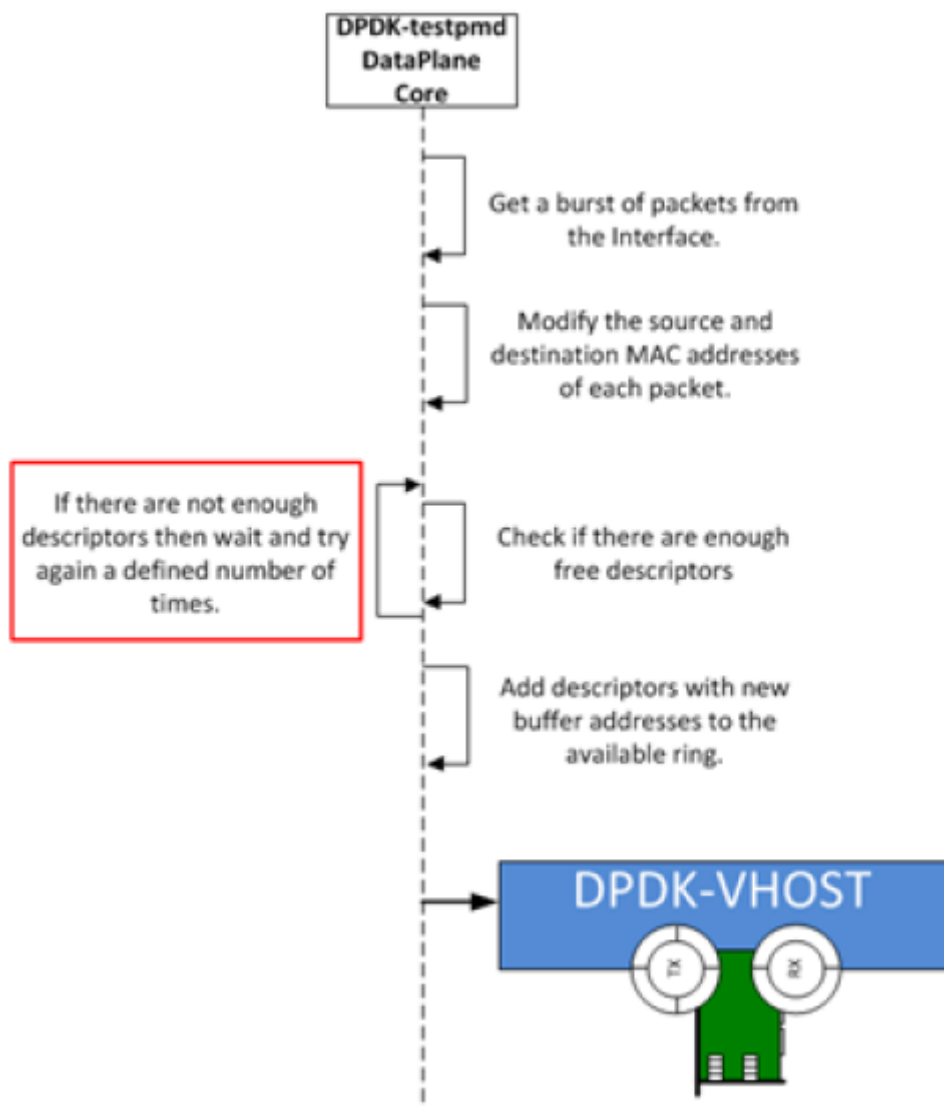 DPDK-testpmd
DataPlane
Core
Get a burst of packets from
the Interface.
Modify the source and
destination MAC addresses
of each packet.
If there are not enough
descriptors then wait and try
again a defined number of
times.
Check if there are enough
free descriptors
Add descriptors with new
buffer addresses to the
available ring.
DPDK-VHOST
TX
RX